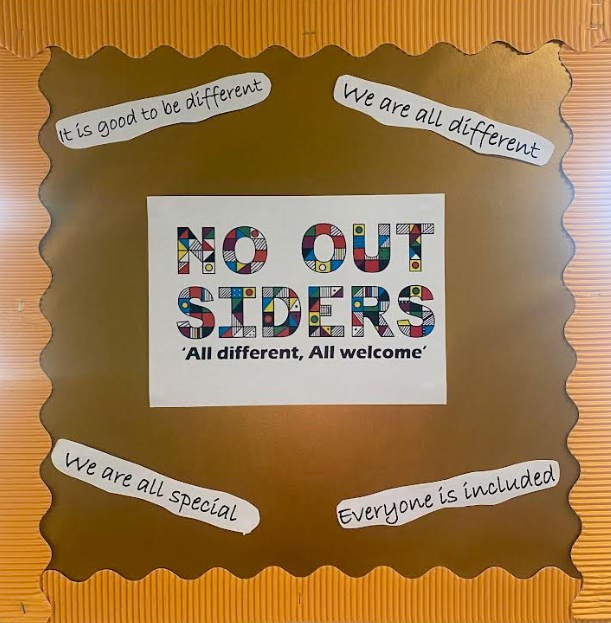 It is good to be different
We are all different
NO OUT
SIDERS
‘All different, All welcome’
We are all special
Everyone is included